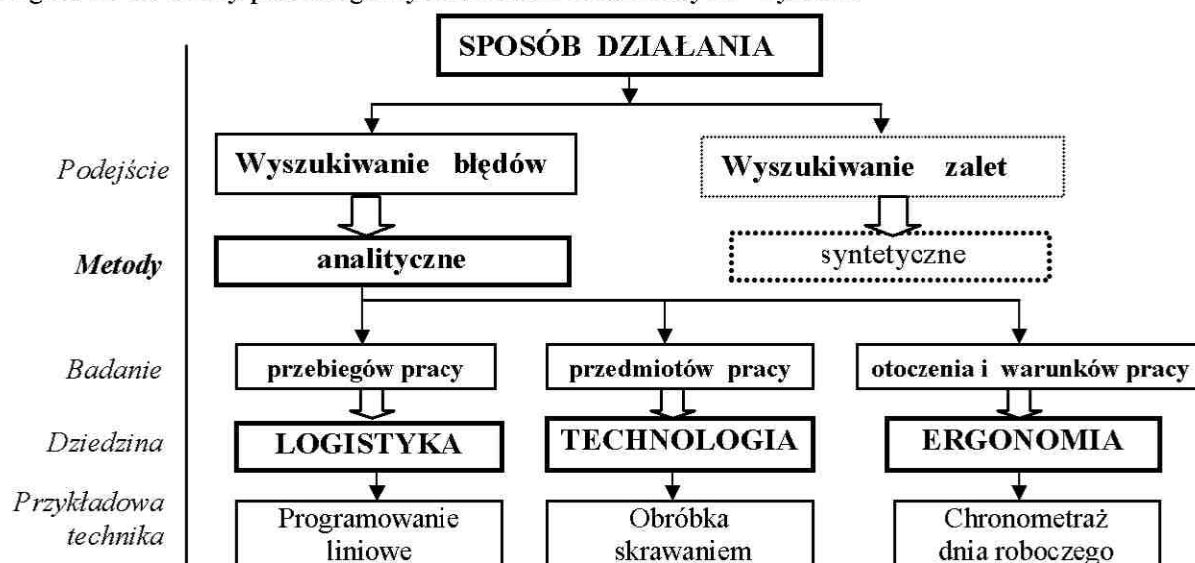 SPOSÓB DZIAŁANIA
Podejście
Wyszukiwanie błędów
Wyszukiwanie zalet
Metody
analityczne
syntetyczne
Badanie
przebiegów pracy
przedmiotów pracy
otoczenia i warunków pracy
Dziedzina
LOGISTYKA
TECHNOLOGIA
ERGONOMIA
Przykładowa
technika
Programowanie
liniowe
Obróbka
skrawaniem
Chronometraż
dnia roboczego